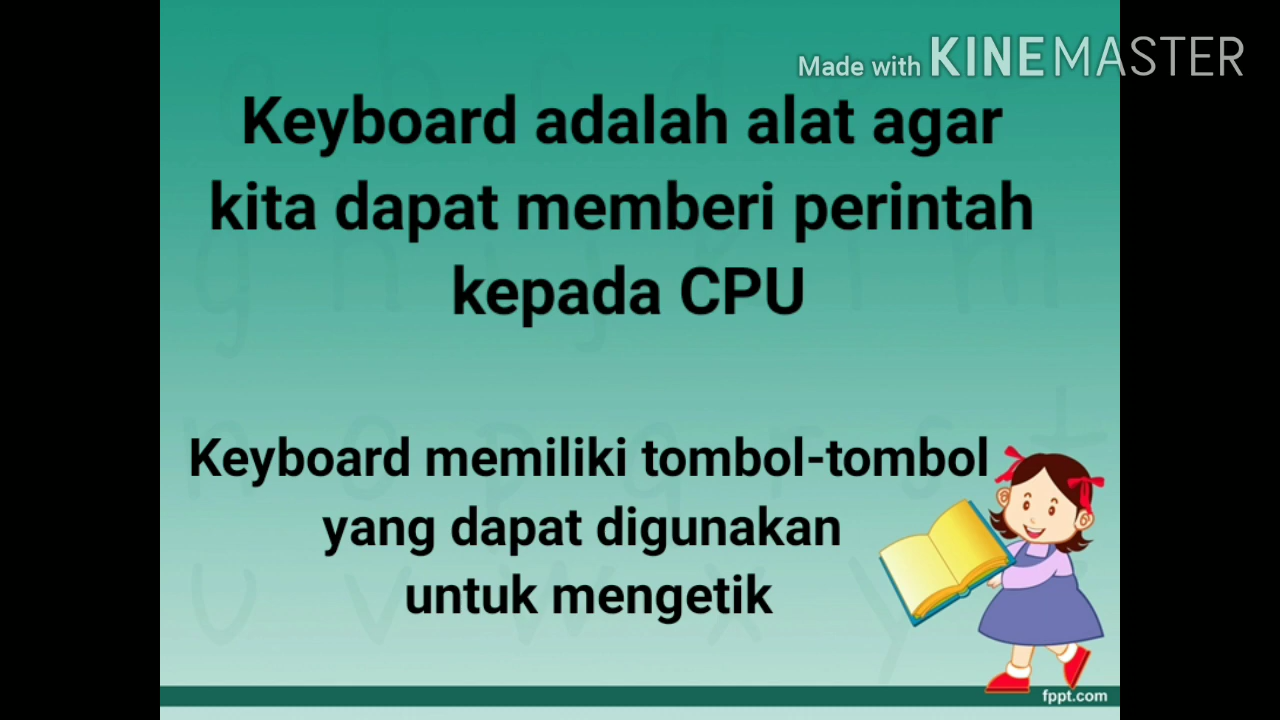 Made with KINEMASTER
Keyboard adalah alat agar
kita dapat memberi perintah
kepada CPU
Keyboard memiliki tombol-tombol
yang dapat digunakan
untuk mengetik
fppt.com